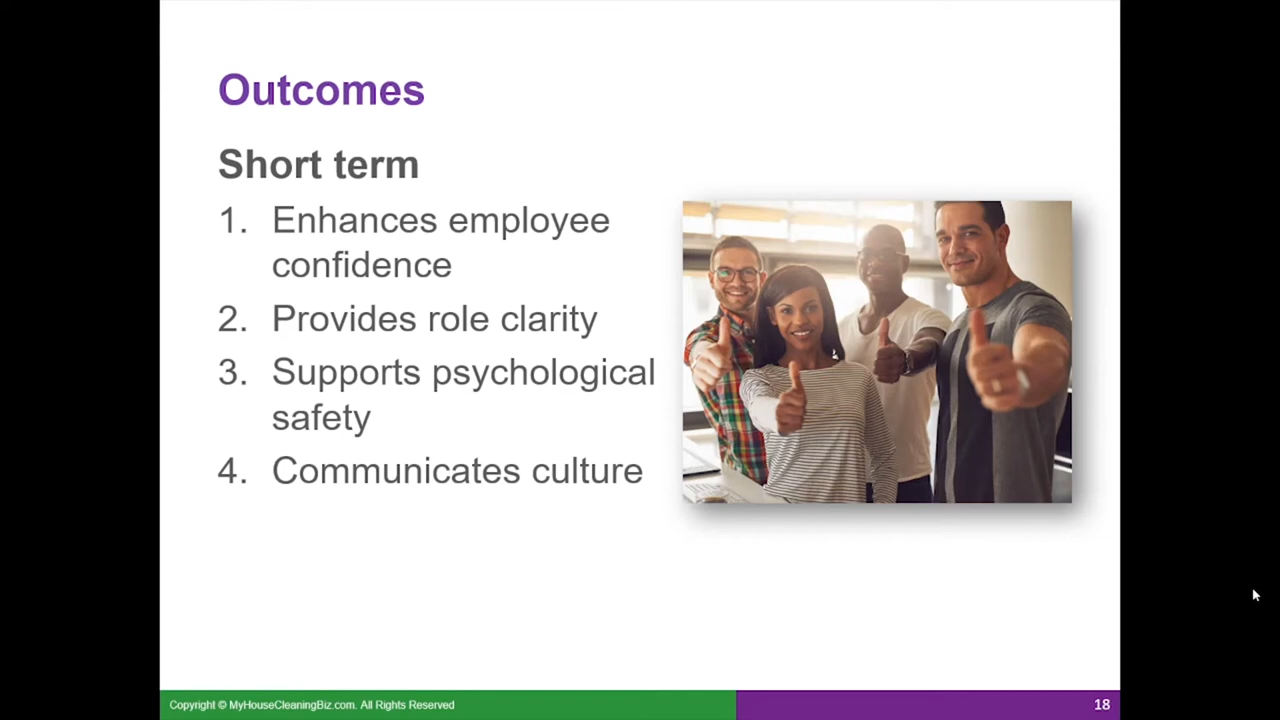 Outcomes
Short term
1. Enhances employee
confidence
2. Provides role clarity
3. Supports psychological
safety
4. Communicates culture
Copyright © MyHouseCleaningBiz.com. All Rights Reserved
18